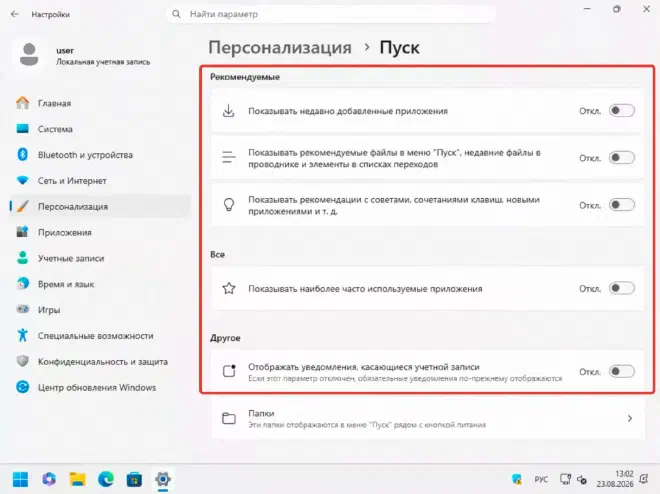 Настройки
Найти параметр
user
Локальная учетная запись
Главная
Система
Bluetooth и устройства
Сеть и Интернет
Персонализация
Приложения
Учетные записи
Время и язык
Игры
Специальные возможности
Конфиденциальность и защита
Центр обновления Windows
Персонализация > Пуск
Рекомендуемые
Показывать недавно добавленные приложения
Откл.
Показывать рекомендуемые файлы в меню "Пуск", недавние файлы в
проводнике и элементы в списках переходов
Откл.
Показывать рекомендации с советами, сочетаниями клавиш, новыми
приложениями и т. д.
Откл.
Все
Показывать наиболее часто используемые приложения
Откл.
Другое
Отображать уведомления, касающиеся учетной записи
Если этот параметр отключен, обязательные уведомления по-прежнему отображаются
Откл.
Папки
Эти папки отображаются в меню "Пуск" рядом с кнопкой питания
РУС
13:02
23.08.2026